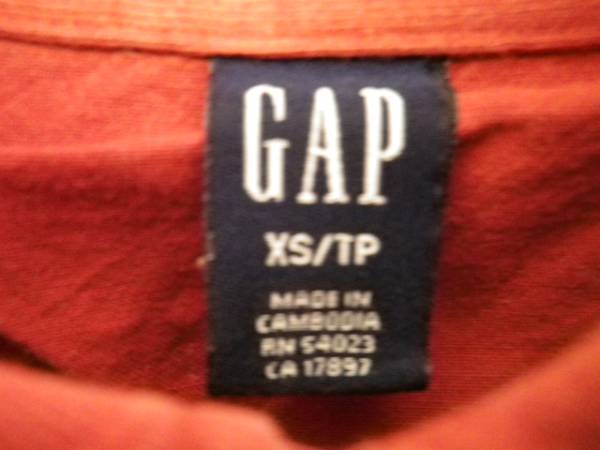 GAP
XS/TP
MADE IN
CAMBODIA
RN 54023
CA 17897